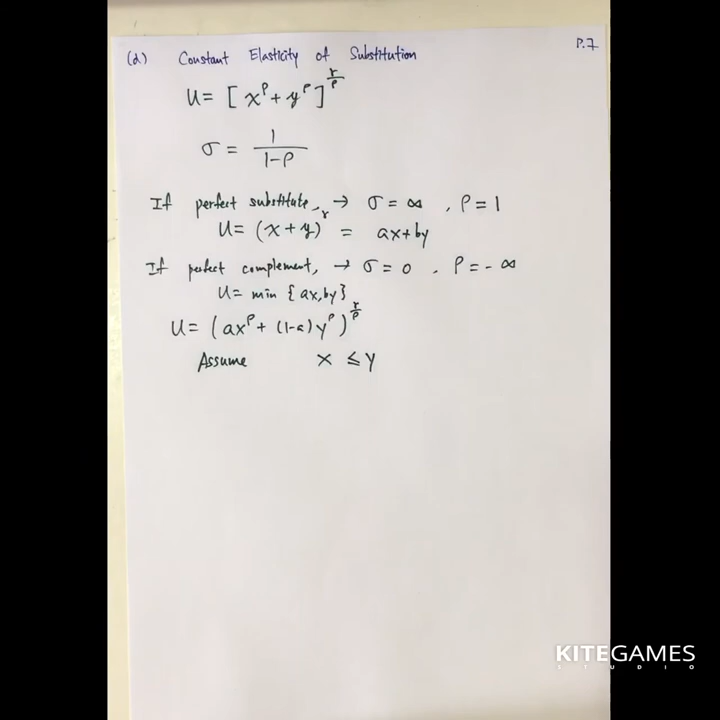 P.7
(d) Constant Elasticity of Substitution
U = [x^ρ + y^ρ]^(r/ρ)
σ = 1/(1-ρ)
If perfect substitute, → σ = ∞ , ρ = 1
U = (x + y)^r = ax+by
If perfect complement, → σ = 0 , ρ = - ∞
U = min {ax, by}
U = (ax^ρ + (1-a)y^ρ)^(r/ρ)
Assume x ≤ y
KITEGAMES
STUDIO